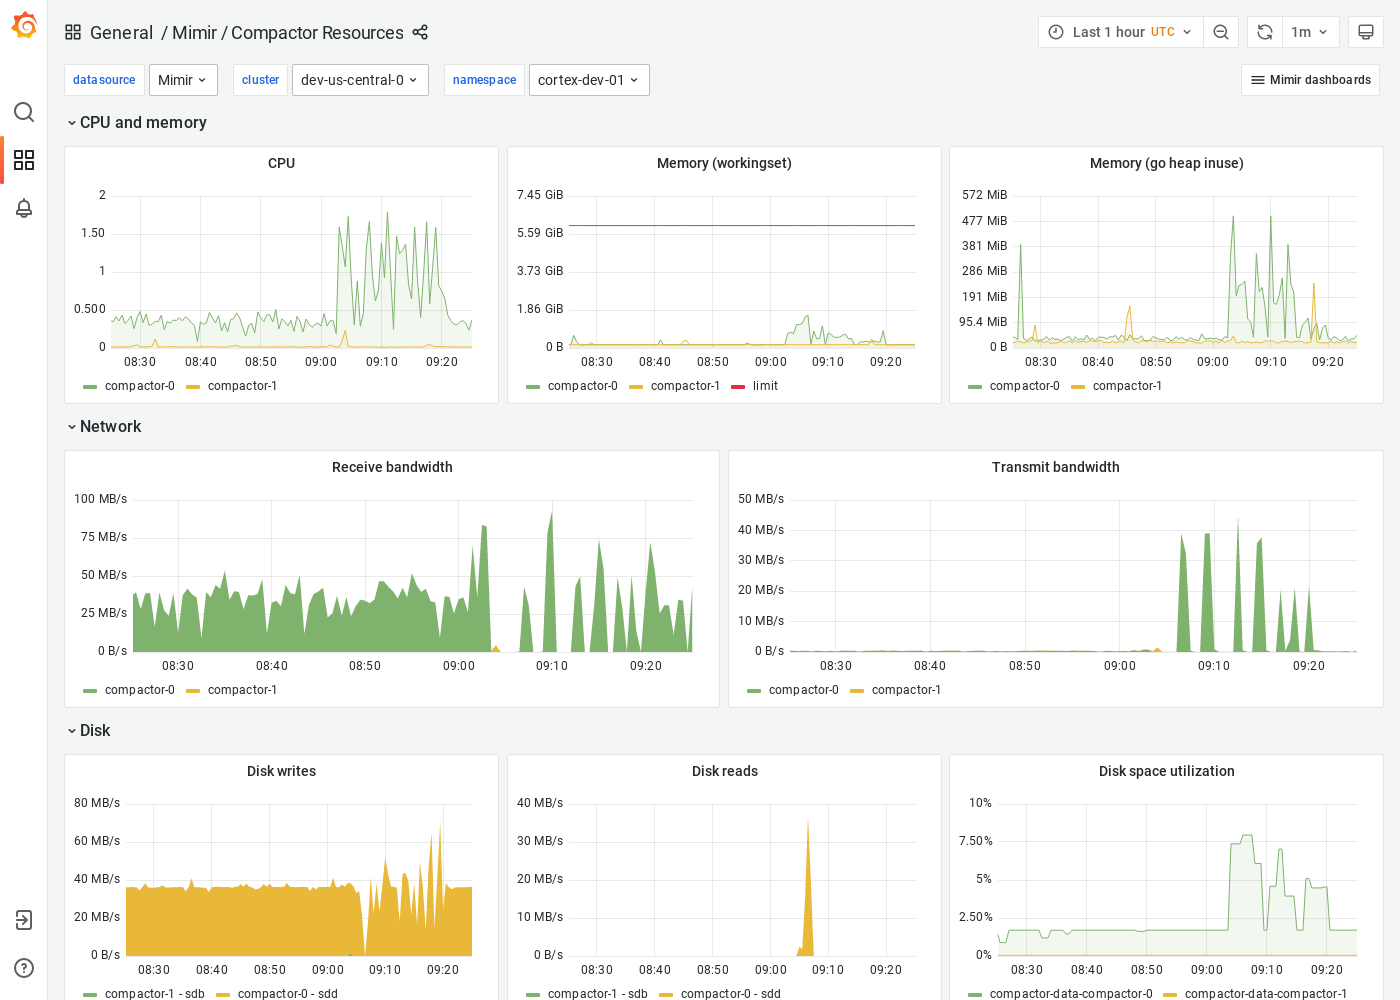 General / Mimir / Compactor Resources
Last 1 hour UTC
1m
datasource Mimir cluster dev-us-central-0 namespace cortex-dev-01 Mimir dashboards
CPU and memory
CPU
2
1.50
1
0.500
0
08:30 08:40 08:50 09:00 09:10 09:20
compactor-0 compactor-1
Memory (workingset)
7.45 GiB
5.59 GiB
3.73 GiB
1.86 GiB
0 B
08:30 08:40 08:50 09:00 09:10 09:20
compactor-0 compactor-1 limit
Memory (go heap inuse)
572 MiB
477 MiB
381 MiB
286 MiB
191 MiB
95.4 MiB
0 B
08:30 08:40 08:50 09:00 09:10 09:20
compactor-0 compactor-1
Network
Receive bandwidth
100 MB/s
75 MB/s
50 MB/s
25 MB/s
0 B/s
08:30 08:40 08:50 09:00 09:10 09:20
compactor-0 compactor-1
Transmit bandwidth
50 MB/s
40 MB/s
30 MB/s
20 MB/s
10 MB/s
0 B/s
08:30 08:40 08:50 09:00 09:10 09:20
compactor-0 compactor-1
Disk
Disk writes
80 MB/s
60 MB/s
40 MB/s
20 MB/s
0 B/s
08:30 08:40 08:50 09:00 09:10 09:20
compactor-1 - sdb compactor-0 - sdd
Disk reads
40 MB/s
30 MB/s
20 MB/s
10 MB/s
0 B/s
08:30 08:40 08:50 09:00 09:10 09:20
compactor-1 - sdb compactor-0 - sdd
Disk space utilization
10%
7.50%
5%
2.50%
0%
08:30 08:40 08:50 09:00 09:10 09:20
compactor-data-compactor-0 compactor-data-compactor-1